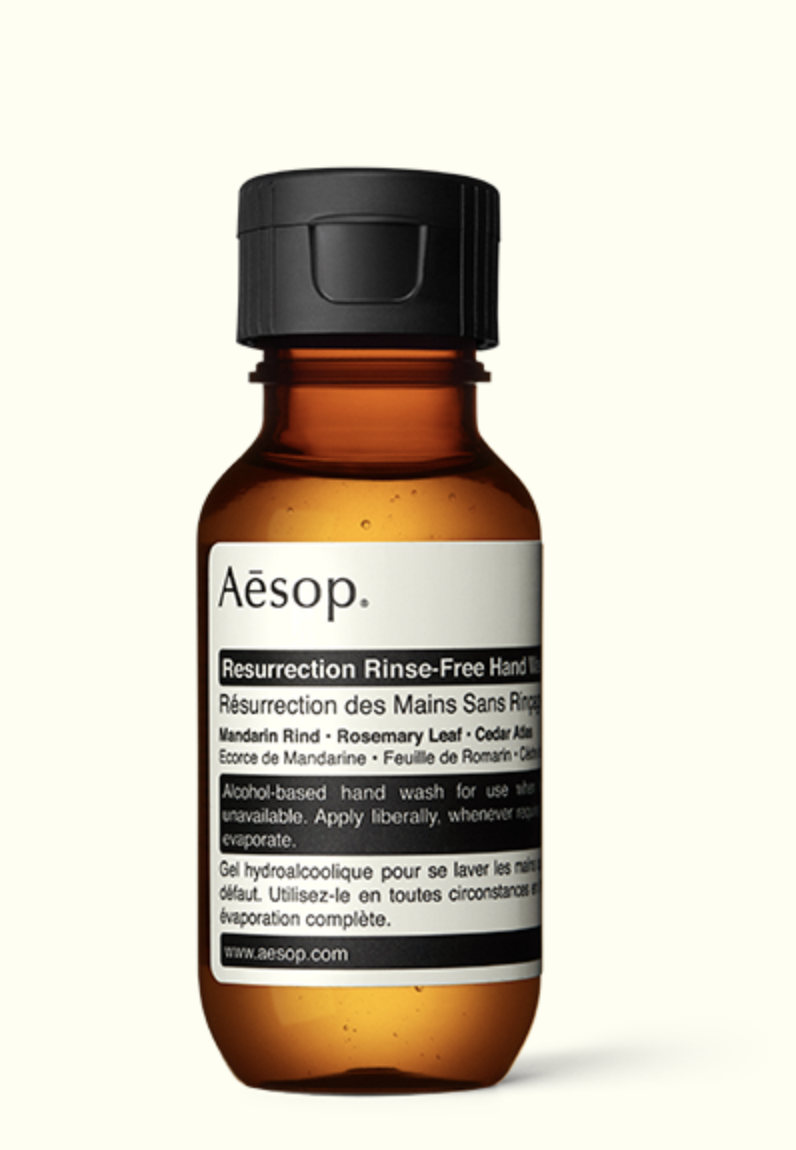 Aēsop.®
Resurrection Rinse-Free Hand
Résurrection des Mains Sans
Mandarin Rind · Rosemary Leaf · Cedar Atlas
Ecorce de Mandarine · Feuille de Romarin ·
Alcohol-based hand wash for use when
unavailable. Apply liberally, whenever
evaporate.
Gel hydroalcoolique pour se laver les mains
défaut. Utilisez-le en toutes circonstances
évaporation complète.
www.aesop.com